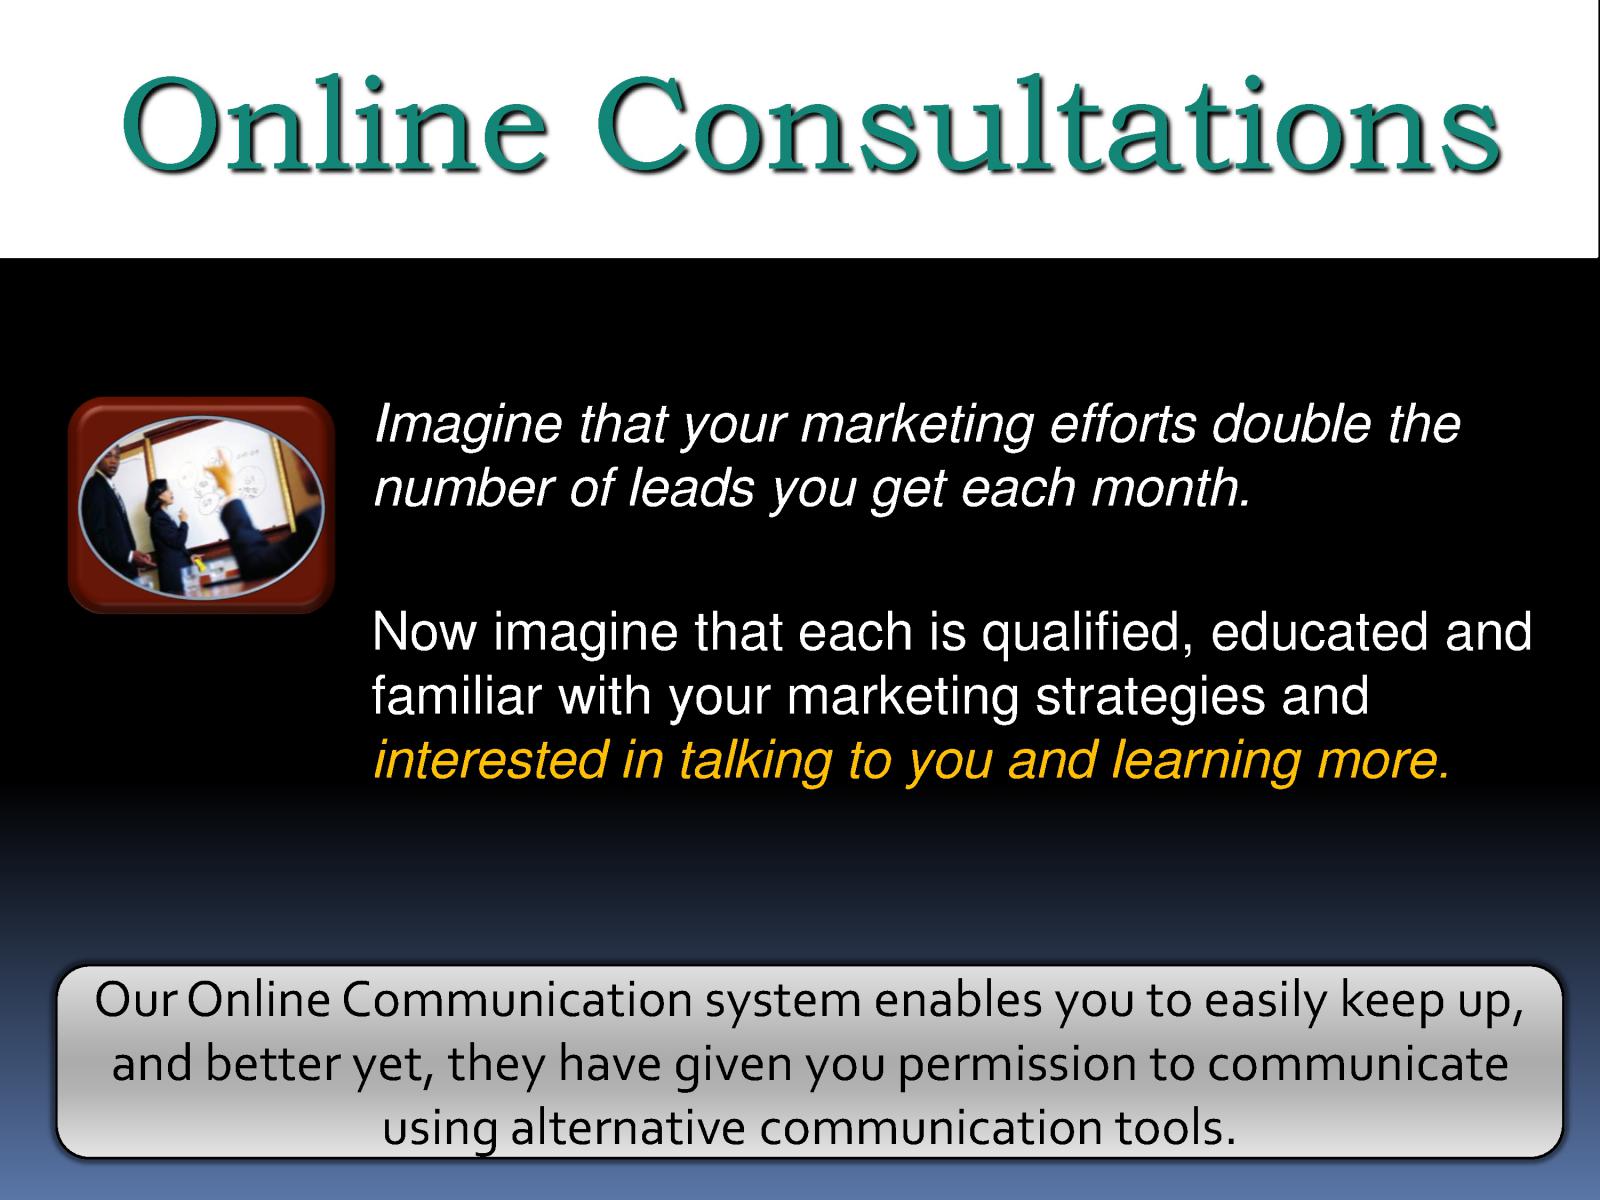 Online Consultations
Imagine that your marketing efforts double the
number of leads you get each month.
Now imagine that each is qualified, educated and
familiar with your marketing strategies and
interested in talking to you and learning more.
Our Online Communication system enables you to easily keep up,
and better yet, they have given you permission to communicate
using alternative communication tools.